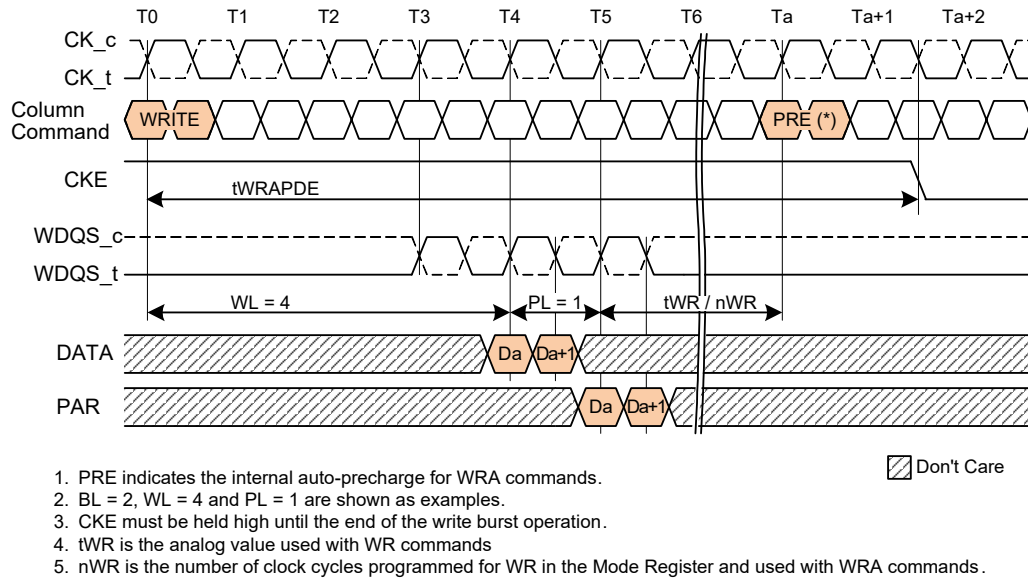 T0 T1 T2 T3 T4 T5 T6 Ta Ta+1 Ta+2
CK_c
CK_t
Column
Command
WRITE PRE (*)
CKE
tWRAPDE
WDQS_c
WDQS_t
WL = 4 PL = 1 tWR / nWR
DATA Da Da+1
PAR Da Da+1
Don't Care
1. PRE indicates the internal auto-precharge for WRA commands.
2. BL = 2, WL = 4 and PL = 1 are shown as examples.
3. CKE must be held high until the end of the write burst operation.
4. tWR is the analog value used with WR commands
5. nWR is the number of clock cycles programmed for WR in the Mode Register and used with WRA commands.